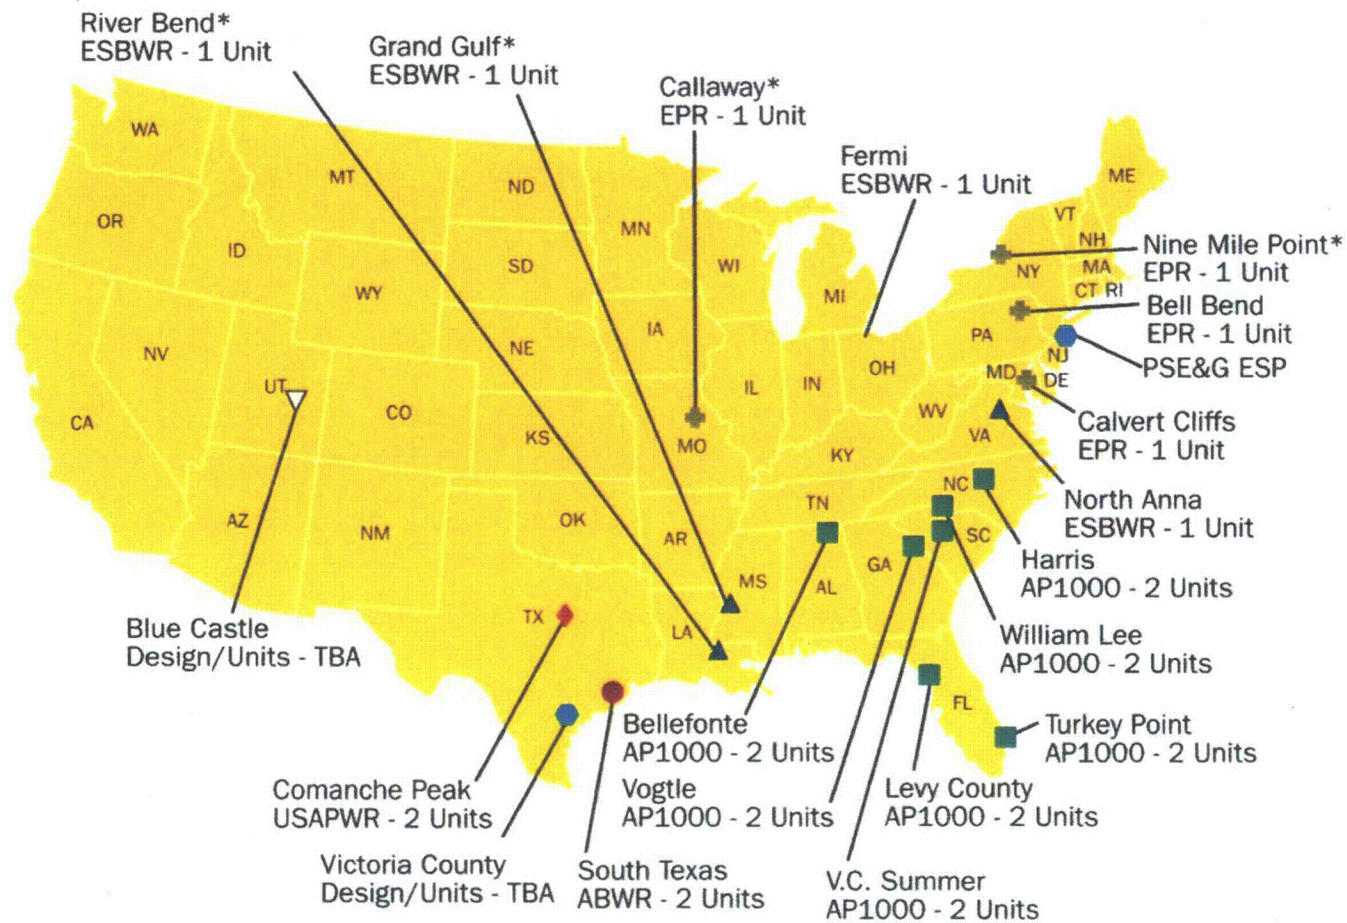 River Bend*
ESBWR - 1 Unit
Grand Gulf*
ESBWR - 1 Unit
Callaway*
EPR - 1 Unit
Fermi
ESBWR - 1 Unit
WA
MT
ND
MN
ME
VT
NH
OR
ID
SD
WI
MI
NY
MA
CT RI
Nine Mile Point*
EPR - 1 Unit
WY
Bell Bend
EPR - 1 Unit
NV
NE
IA
PA
NJ
PSE&G ESP
UT
CO
IL
IN
OH
MD
DE
CA
KS
MO
KY
WV
VA
Calvert Cliffs
EPR - 1 Unit
AZ
NM
OK
AR
TN
NC
SC
North Anna
ESBWR - 1 Unit
Harris
AP1000 - 2 Units
TX
LA
MS
AL
GA
William Lee
AP1000 - 2 Units
Blue Castle
Design/Units - TBA
FL
Bellefonte
AP1000 - 2 Units
Turkey Point
AP1000 - 2 Units
Comanche Peak
USAPWR - 2 Units
Vogtle
AP1000 - 2 Units
Levy County
AP1000 - 2 Units
Victoria County
Design/Units - TBA
South Texas
ABWR - 2 Units
V.C. Summer
AP1000 - 2 Units